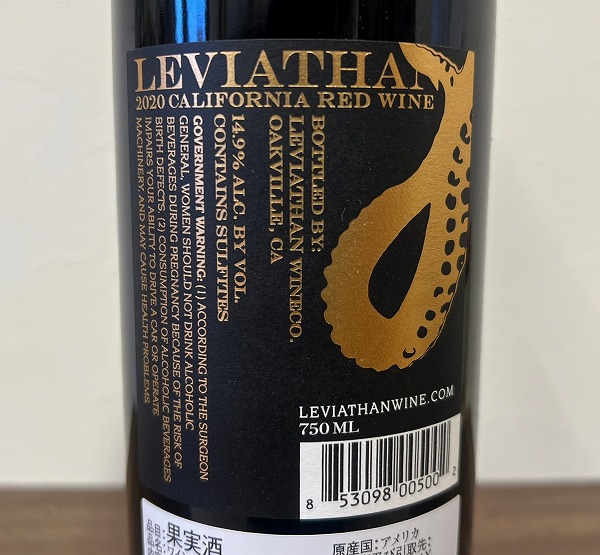 LEVIATHAN
2020 CALIFORNIA RED WINE
BOTTLED BY:
LEVIATHAN WINECO.
OAKVILLE, CA
14.9% ALC. BY VOL.
CONTAINS SULFITES
GOVERNMENT WARNING: (1) ACCORDING TO THE SURGEON
GENERAL, WOMEN SHOULD NOT DRINK ALCOHOLIC
BEVERAGES DURING PREGNANCY BECAUSE OF THE RISK OF
BIRTH DEFECTS. (2) CONSUMPTION OF ALCOHOLIC BEVERAGES
IMPAIRS YOUR ABILITY TO DRIVE A CAR OR OPERATE
MACHINERY, AND MAY CAUSE HEALTH PROBLEMS.
LEVIATHANWINE.COM
750 ML
8 53098 00500 2
果実酒
原産国:アメリカ
引取先: